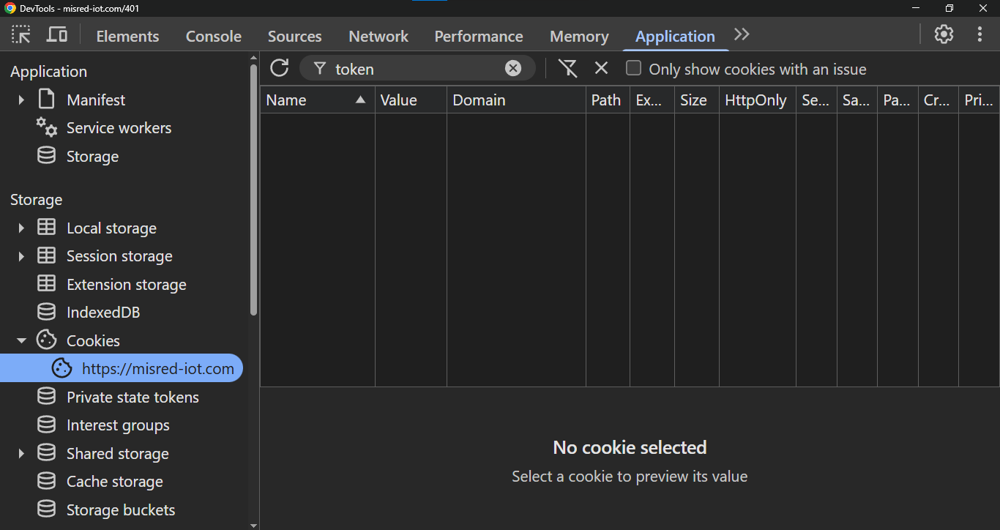 DevTools - misred-iot.com/401
Elements Console Sources Network Performance Memory Application
token Only show cookies with an issue
Name Value Domain Path Ex... Size HttpOnly Se... Sa... Pa... Cr... Pri...
Application
Manifest
Service workers
Storage
Storage
Local storage
Session storage
Extension storage
IndexedDB
Cookies
https://misred-iot.com
Private state tokens
Interest groups
Shared storage
Cache storage
Storage buckets
No cookie selected
Select a cookie to preview its value